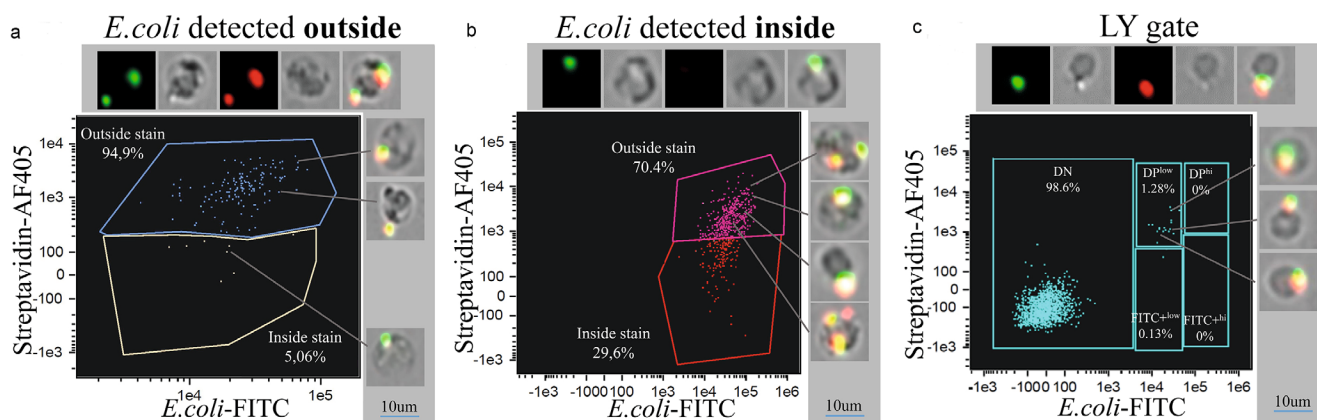 a
E.coli detected outside
Outside stain
94,9%
Inside stain
5,06%
1e4
1e3
100
0
-100
-1e3
Streptavidin-AF405
1e4
1e5
E.coli-FITC
10um
b
E.coli detected inside
Outside stain
70.4%
Inside stain
29,6%
1e5
1e4
1e3
100
0
-100
-1e3
Streptavidin-AF405
-1e3
-1000
100
1e3
1e4
1e5
1e6
E.coli-FITC
10um
c
LY gate
DN
98.6%
DPlow
1.28%
DPhi
0%
FITC+low
0.13%
FITC+hi
0%
1e5
1e4
1e3
100
0
-100
-1e3
Streptavidin-AF405
-1e3
-100
0
100
1e3
1e4
1e5
1e6
E.coli-FITC
10um